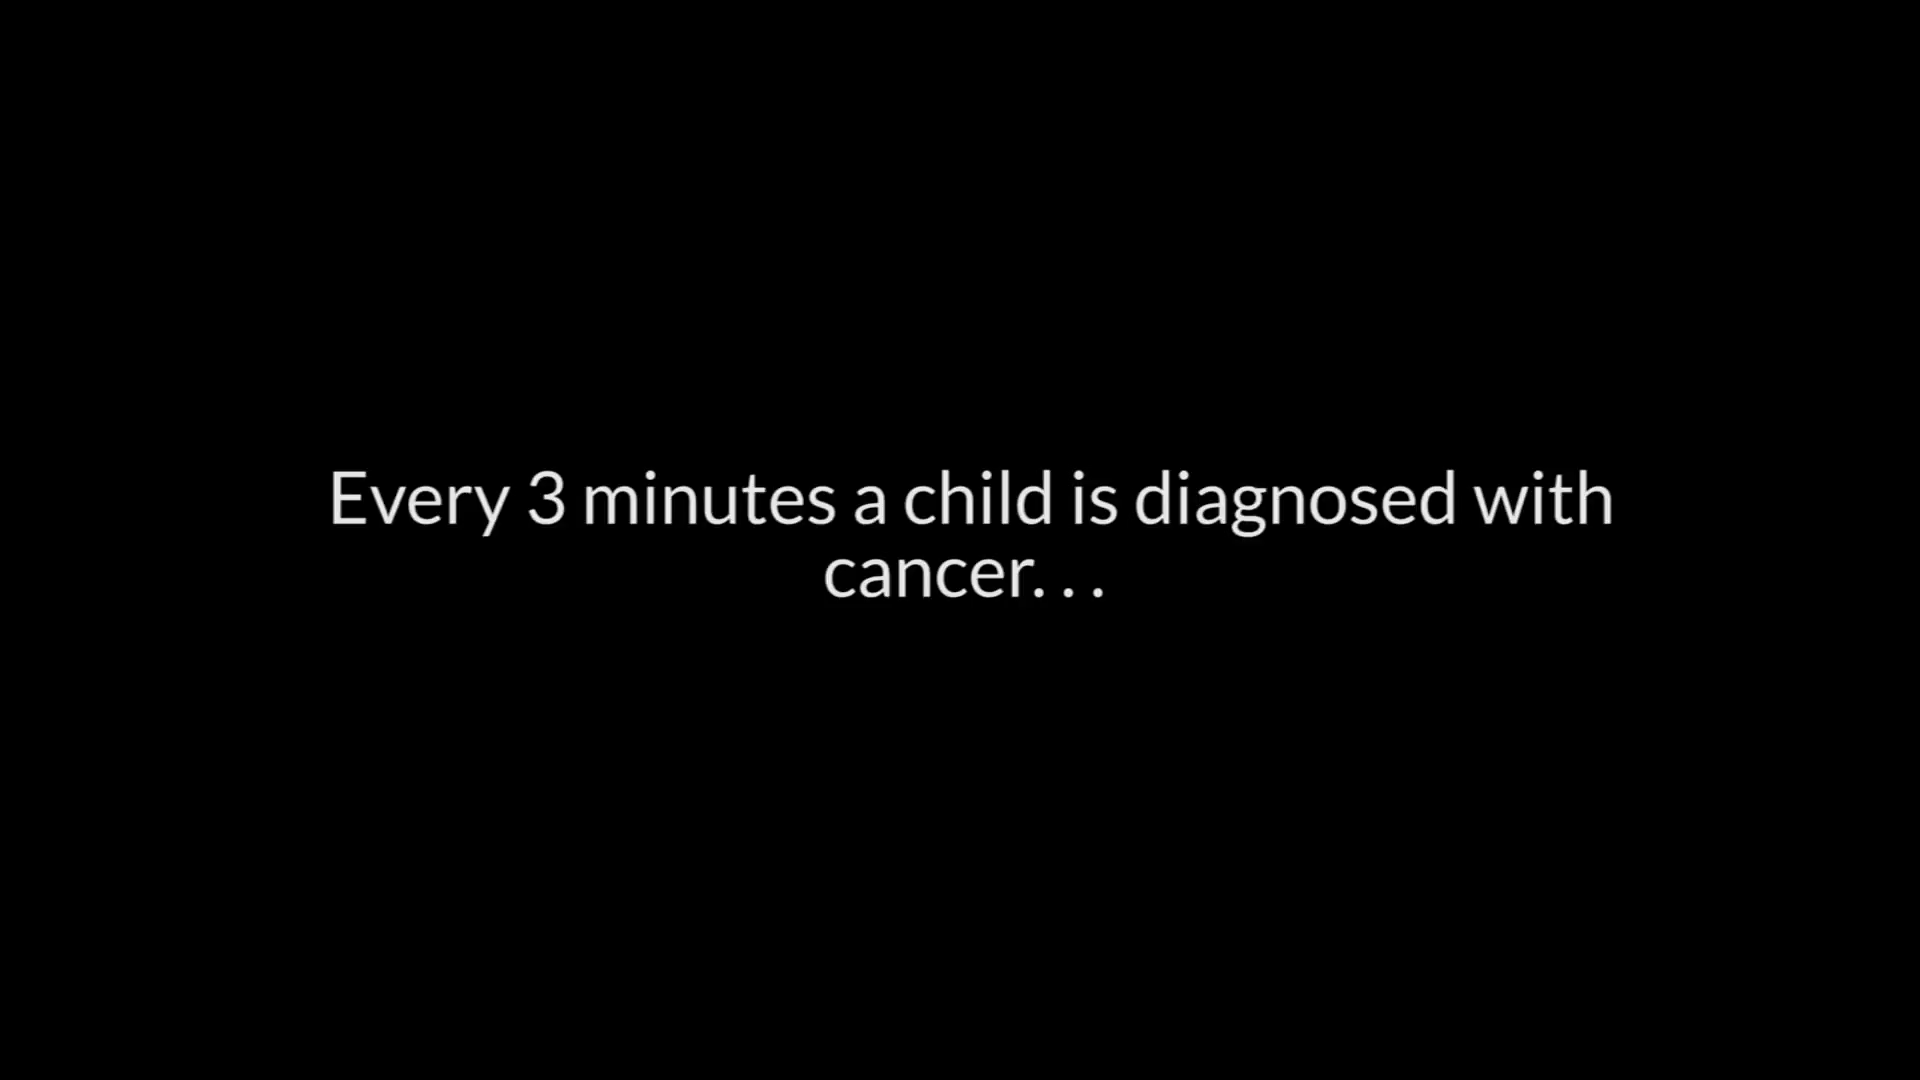 Every 3 minutes a child is diagnosed with
cancer. . .